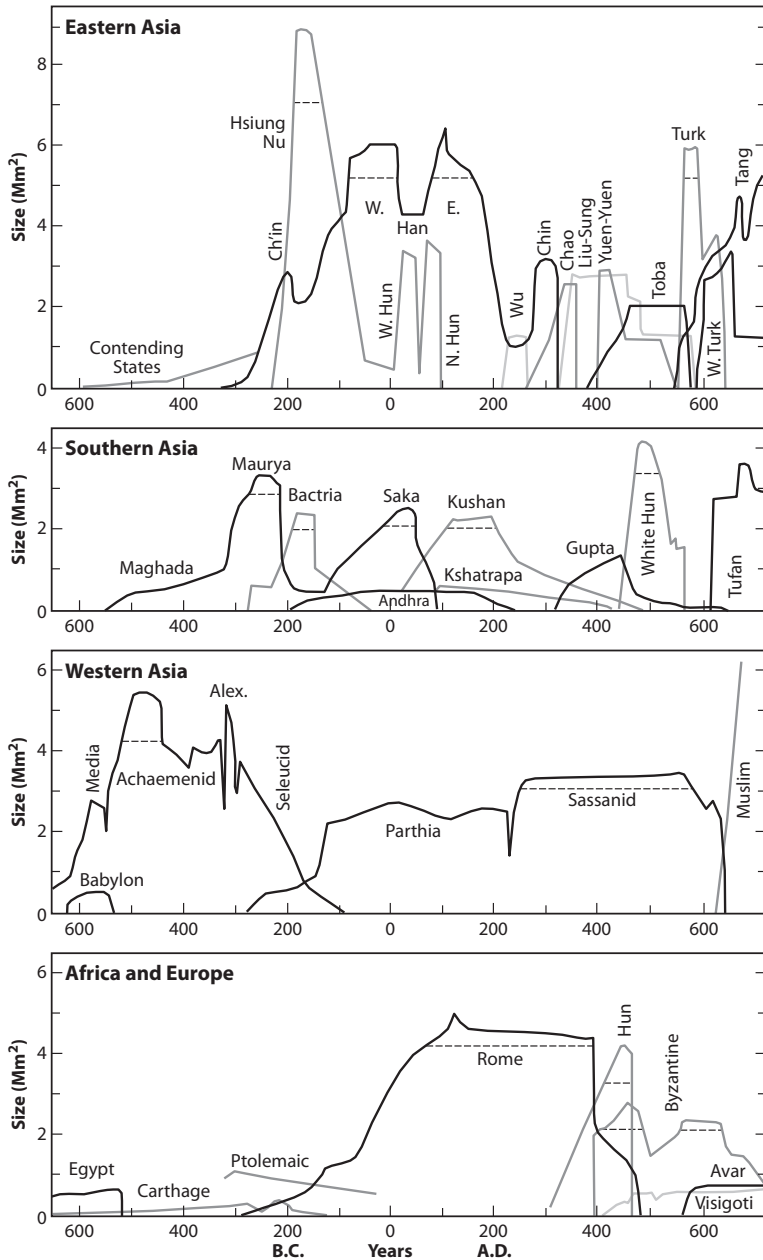 Eastern Asia
Size (Mm²)
8
6
4
2
0
Hsiung
Nu
Ch'in
Contending
States
W.
Han
E.
W. Hun
N. Hun
Wu
Chin
Chao
Liu-Sung
Yuen-Yuen
Toba
Turk
W. Turk
Tang
600 400 200 0 200 400 600
Southern Asia
Size (Mm²)
4
2
0
Maghada
Maurya
Bactria
Saka
Andhra
Kushan
Kshatrapa
Gupta
White Hun
Tufan
600 400 200 0 200 400 600
Western Asia
Size (Mm²)
6
4
2
0
Media
Babylon
Achaemenid
Alex.
Seleucid
Parthia
Sassanid
Muslim
600 400 200 0 200 400 600
Africa and Europe
Size (Mm²)
6
4
2
0
Egypt
Carthage
Ptolemaic
Rome
Hun
Byzantine
Avar
Visigoti
600 400 200 0 200 400 600
B.C. Years A.D.